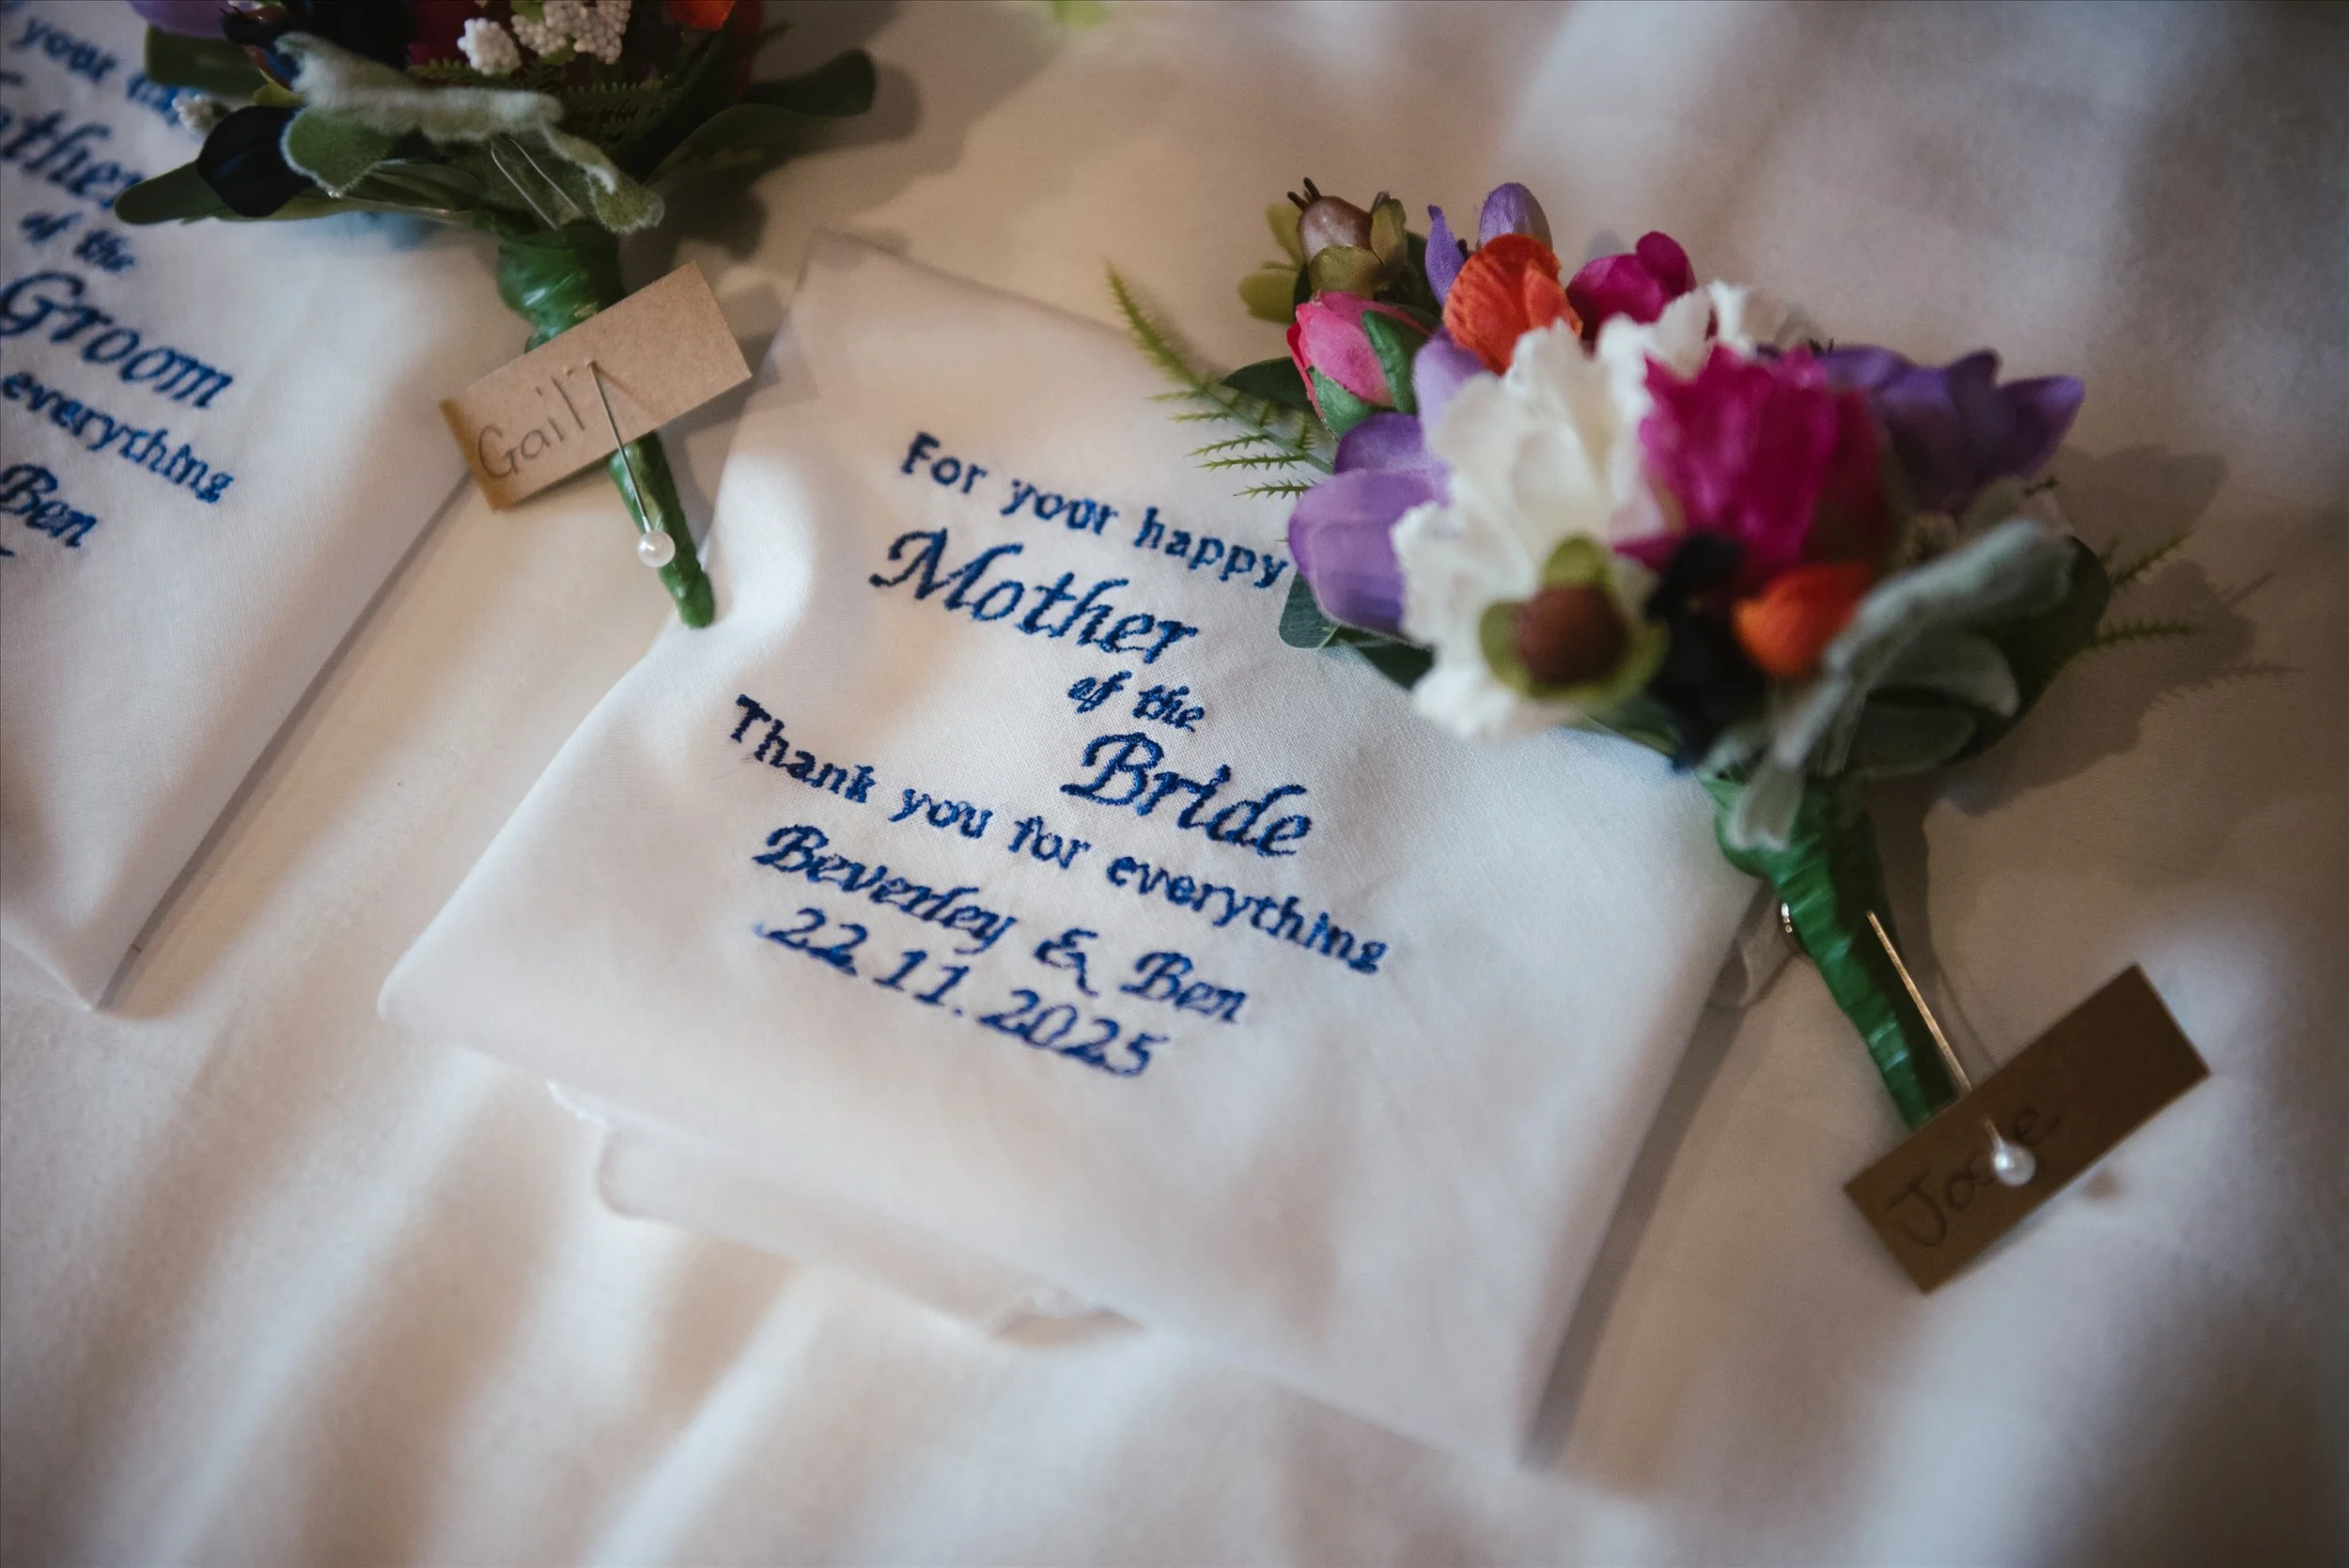 your
of the
Groom
everything
Ben
Gail
For your happy
Mother
of the
Bride
Thank you for everything
Beverley & Ben
22.11.2025